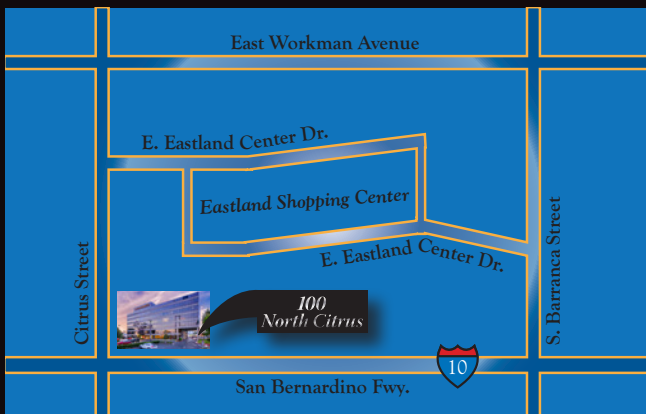 East Workman Avenue
E. Eastland Center Dr.
Eastland Shopping Center
E. Eastland Center Dr.
Citrus Street
S. Barranca Street
100
North Citrus
10
San Bernardino Fwy.